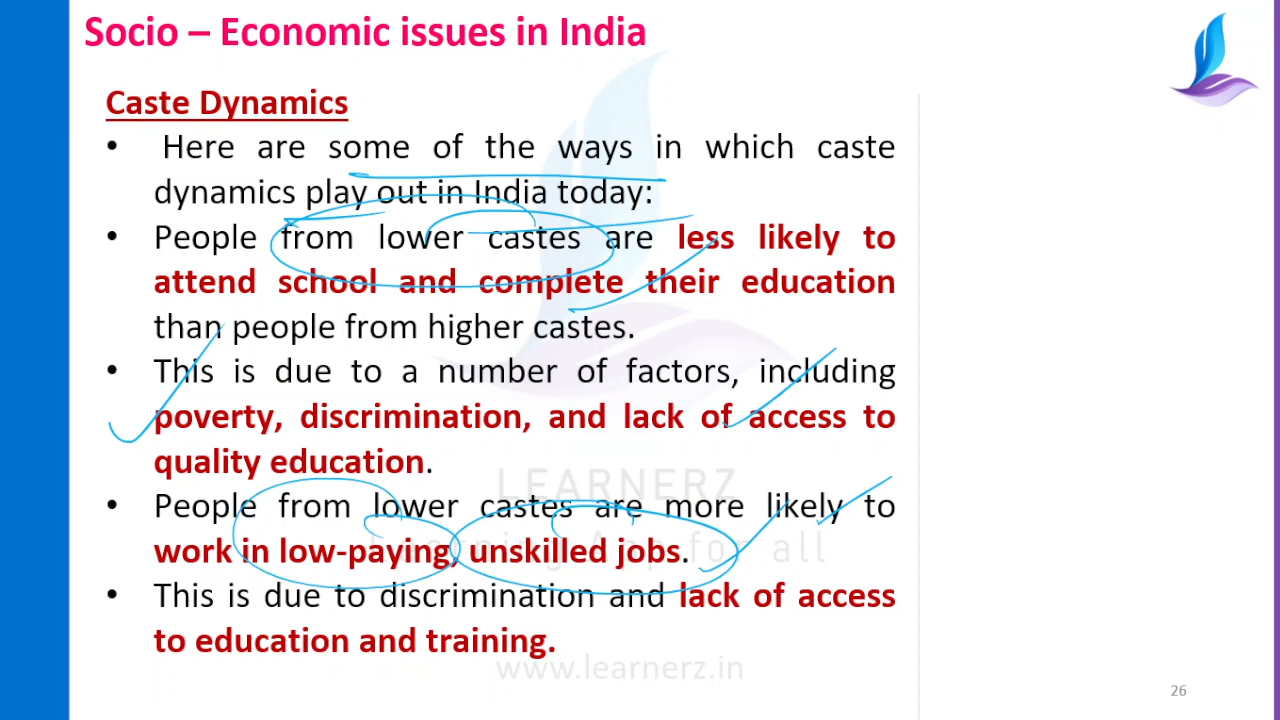 Socio – Economic issues in India
Caste Dynamics
• Here are some of the ways in which caste
dynamics play out in India today:
• People from lower castes are less likely to
attend school and complete their education
than people from higher castes.
• This is due to a number of factors, including
poverty, discrimination, and lack of access to
quality education.
LEARNERZ
• People from lower castes are more likely to
work in low-paying, unskilled jobs.
Learning App for all
• This is due to discrimination and lack of access
to education and training.
www.learnerz.in
26